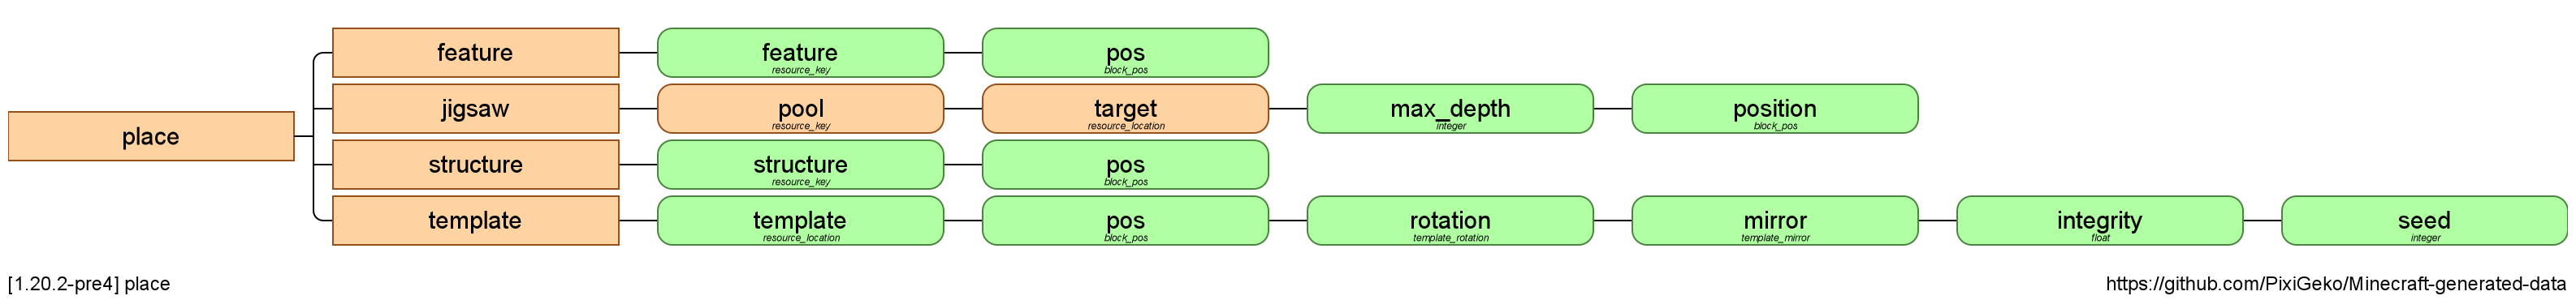 feature feature pos
resource_key block_pos
jigsaw pool target max_depth position
resource_key resource_location integer block_pos
place
structure structure pos
resource_key block_pos
template template pos rotation mirror integrity seed
resource_location block_pos template_rotation template_mirror float integer
[1.20.2-pre4] place https://github.com/PixiGeko/Minecraft-generated-data